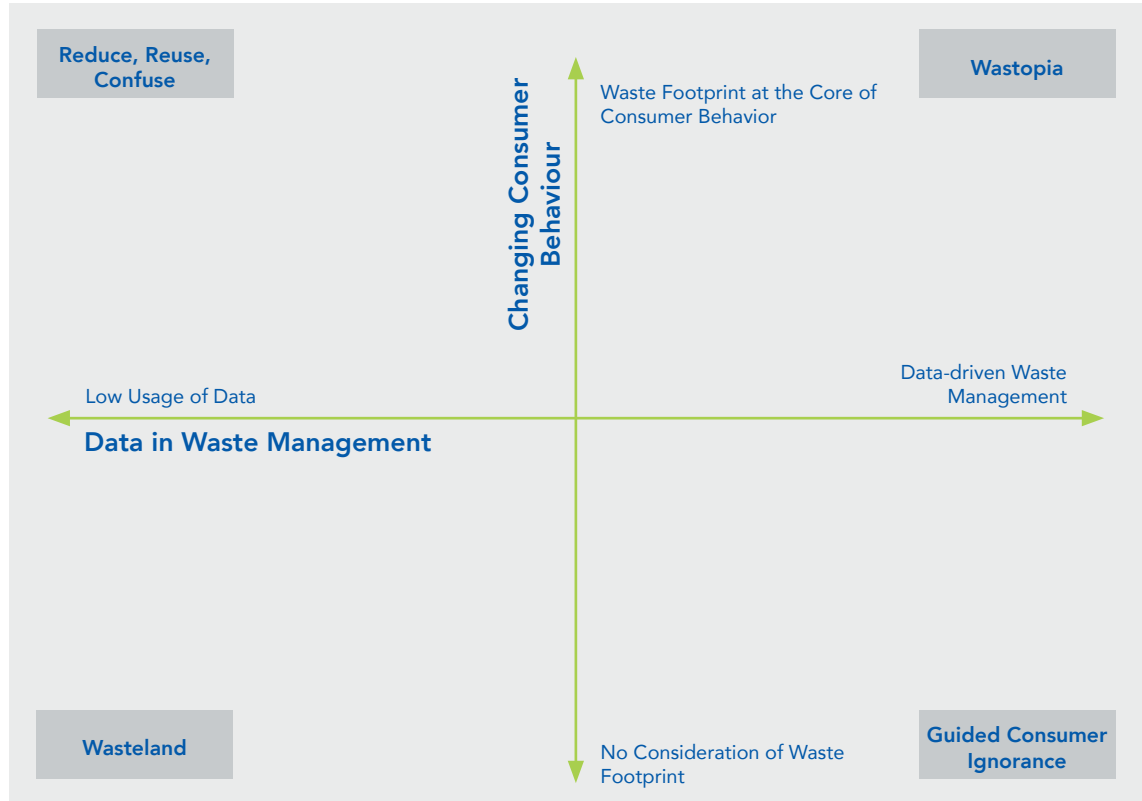 Reduce, Reuse,
Confuse
Wastopia
Changing Consumer
Behaviour
Waste Footprint at the Core of
Consumer Behavior
Low Usage of Data
Data-driven Waste
Management
Data in Waste Management
Wasteland
No Consideration of Waste
Footprint
Guided Consumer
Ignorance